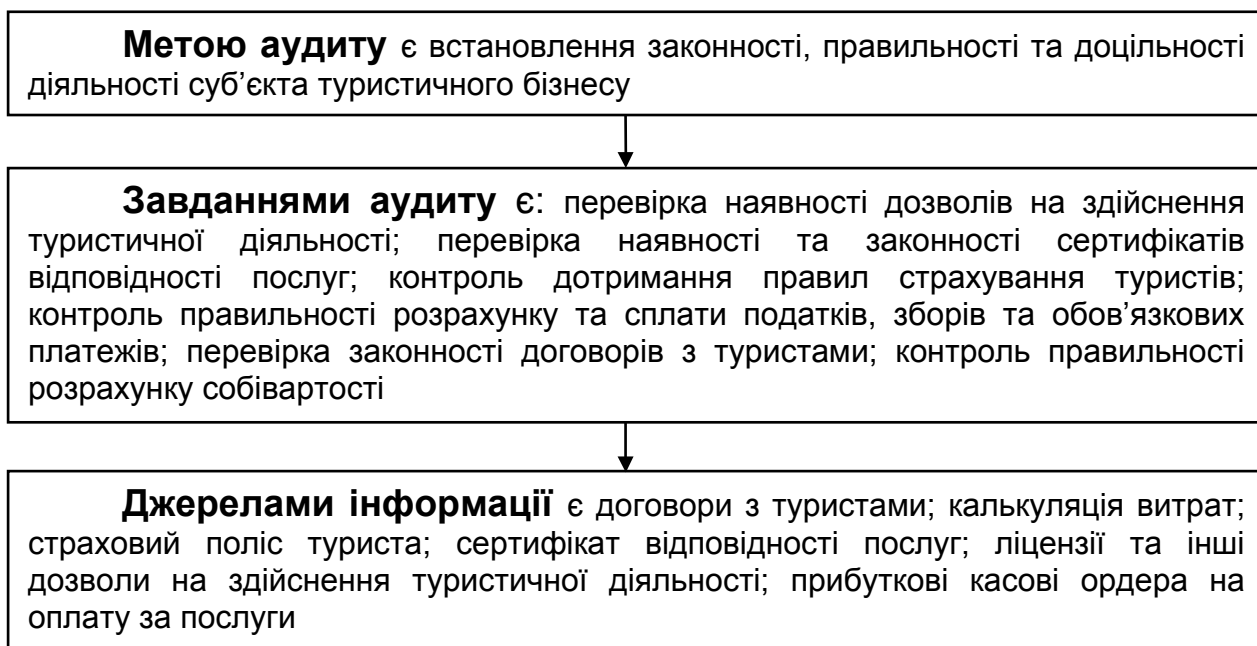 Метою аудиту є встановлення законності, правильності та доцільності
діяльності суб’єкта туристичного бізнесу
Завданнями аудиту є: перевірка наявності дозволів на здійснення
туристичної діяльності; перевірка наявності та законності сертифікатів
відповідності послуг; контроль дотримання правил страхування туристів;
контроль правильності розрахунку та сплати податків, зборів та обов’язкових
платежів; перевірка законності договорів з туристами; контроль правильності
розрахунку собівартості
Джерелами інформації є договори з туристами; калькуляція витрат;
страховий поліс туриста; сертифікат відповідності послуг; ліцензії та інші
дозволи на здійснення туристичної діяльності; прибуткові касові ордера на
оплату за послуги